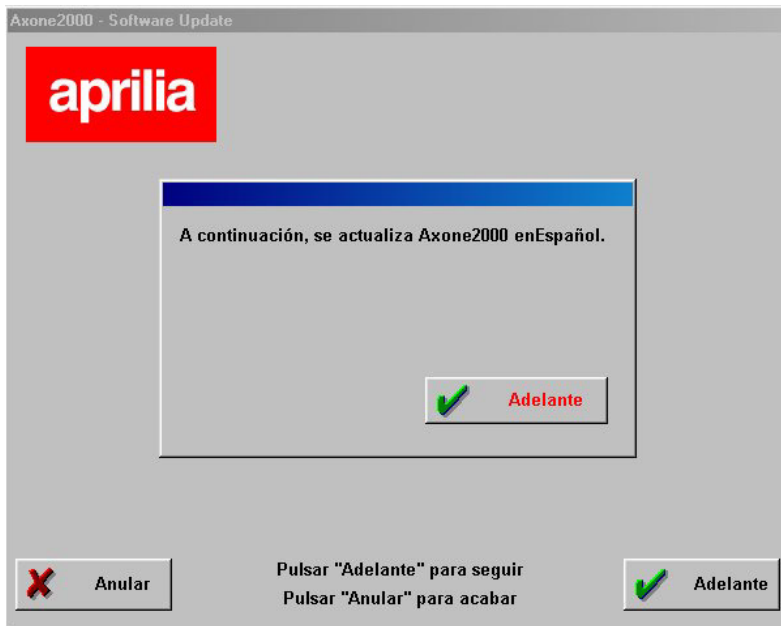 Axone2000 - Software Update
aprilia
A continuación, se actualiza Axone2000 enEspañol.
Adelante
Anular
Pulsar "Adelante" para seguir
Pulsar "Anular" para acabar
Adelante